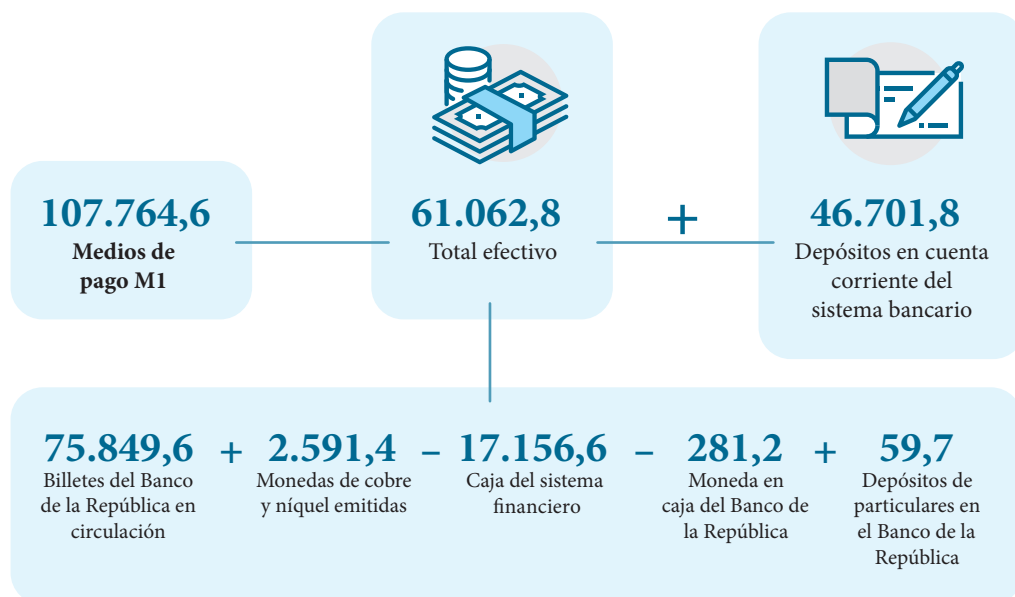 107.764,6
Medios de
pago M1
61.062,8
Total efectivo
+
46.701,8
Depósitos en cuenta
corriente del
sistema bancario
75.849,6 + 2.591,4 – 17.156,6 – 281,2 + 59,7
Billetes del Banco
de la República en
circulación
Monedas de cobre
y níquel emitidas
Caja del sistema
financiero
Moneda en
caja del Banco de
la República
Depósitos de
particulares en
el Banco de la
República